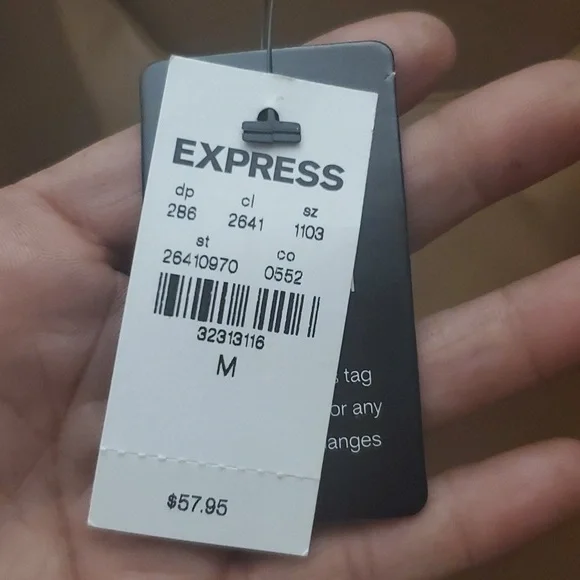 EXPRESS
dp cl sz
286 2641 1103
st co
26410970 0552
32313116
M
$57.95
tag
or any
anges